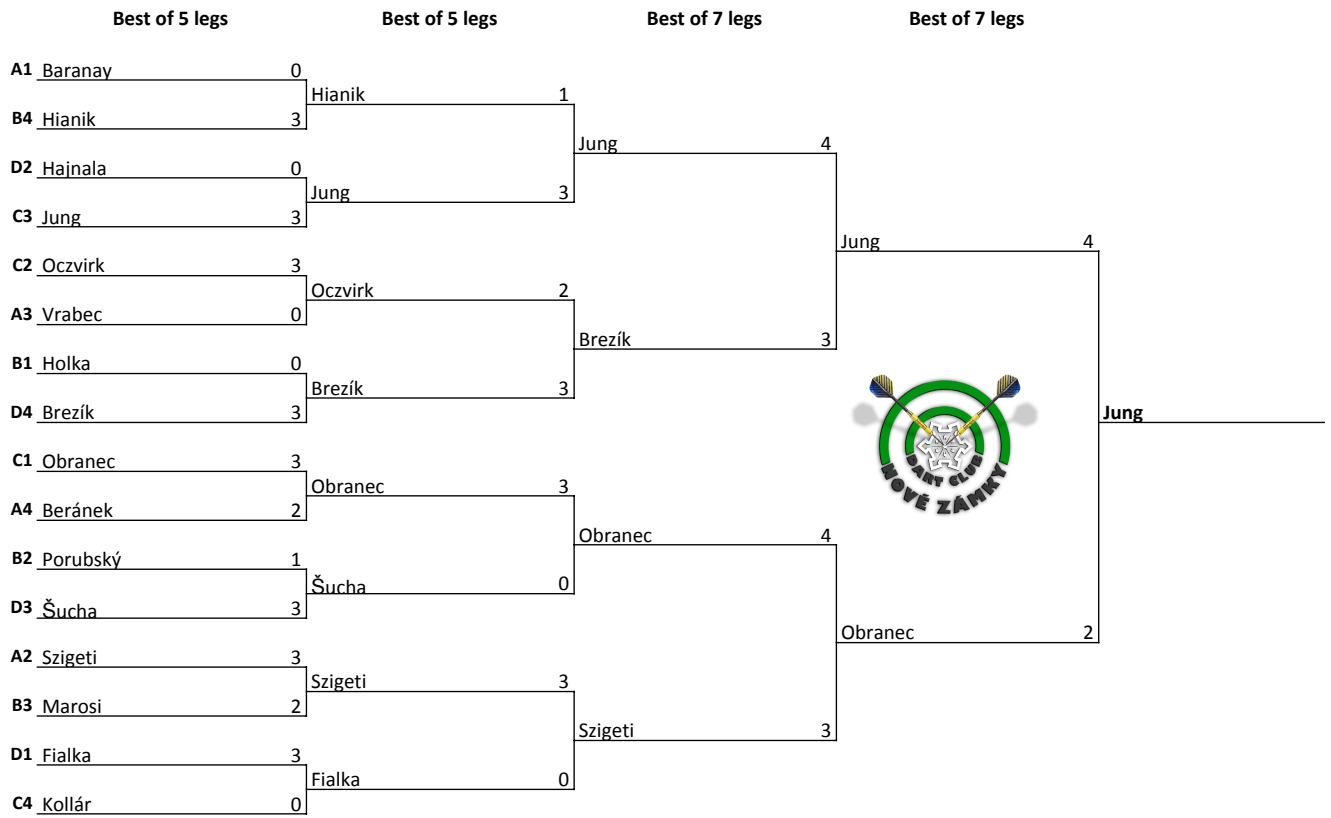 Best of 5 legs Best of 5 legs Best of 7 legs Best of 7 legs
A1 Baranay 0
Hianik 1
B4 Hianik 3
Jung 4
D2 Hajnala 0
Jung 3
C3 Jung 3
Jung 4
C2 Oczvirk 3
Oczvirk 2
A3 Vrabec 0
Brezík 3
B1 Holka 0
Brezík 3
D4 Brezík 3
Jung
C1 Obranec 3
Obranec 3
A4 Beránek 2
Obranec 4
B2 Porubský 1
Šucha 0
D3 Šucha 3
Obranec 2
A2 Szigeti 3
Szigeti 3
B3 Marosi 2
Szigeti 3
D1 Fialka 3
Fialka 0
C4 Kollár 0
DART CLUB
NOVÉ ZÁMKY